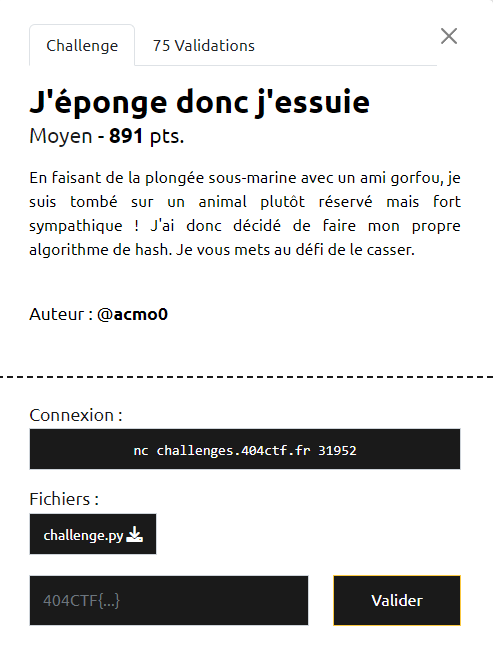 Challenge
75 Validations
J'éponge donc j'essuie
Moyen - 891 pts.
En faisant de la plongée sous-marine avec un ami gorfou, je
suis tombé sur un animal plutôt réservé mais fort
sympathique ! J'ai donc décidé de faire mon propre
algorithme de hash. Je vous mets au défi de le casser.
Auteur : @acmo0
Connexion :
nc challenges.404ctf.fr 31952
Fichiers :
challenge.py
404CTF{...}
Valider